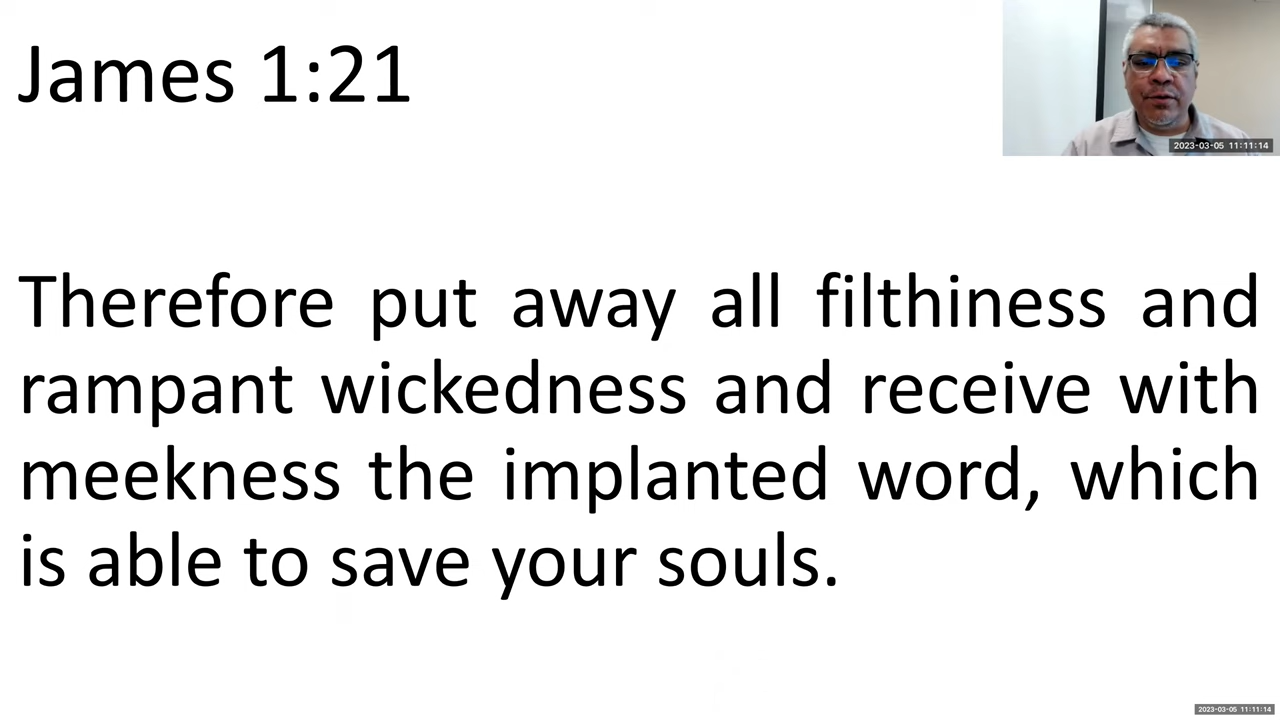 James 1:21
2023-03-05 11:11:14
Therefore put away all filthiness and
rampant wickedness and receive with
meekness the implanted word, which
is able to save your souls.
2023-03-05 11:11:14